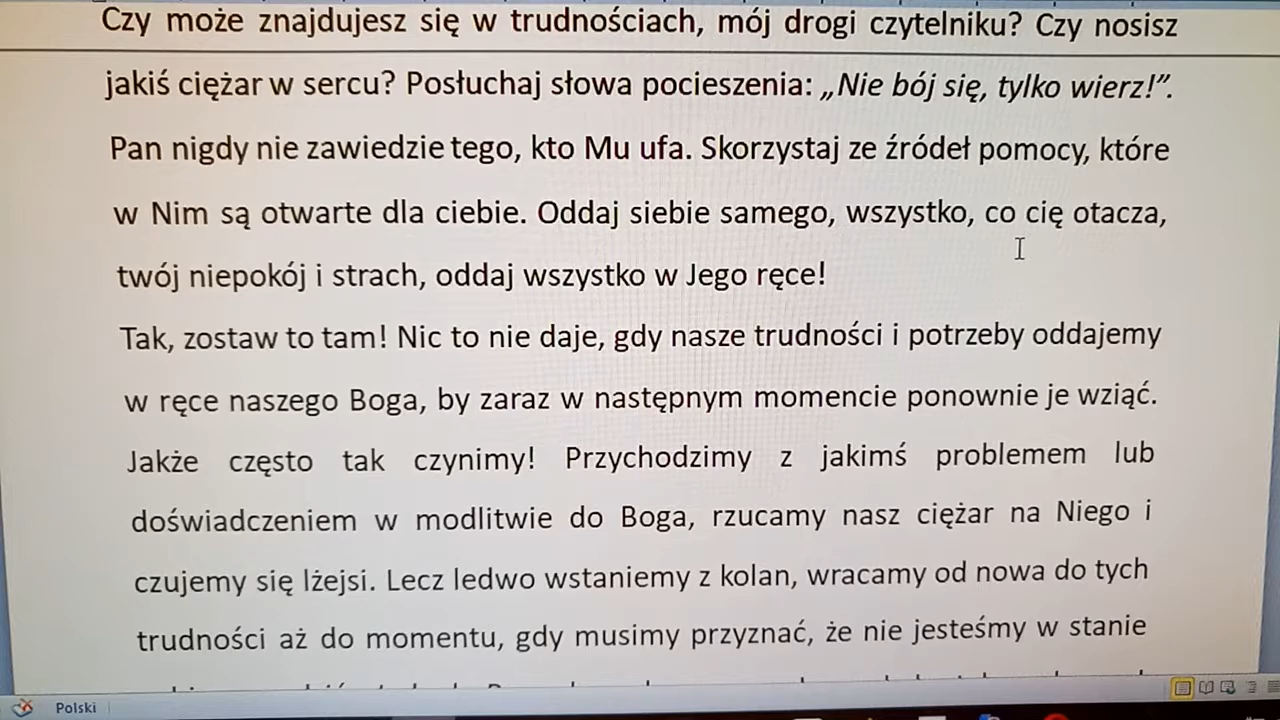 Czy może znajdujesz się w trudnościach, mój drogi czytelniku? Czy nosisz
jakiś ciężar w sercu? Posłuchaj słowa pocieszenia: „Nie bój się, tylko wierz!”.
Pan nigdy nie zawiedzie tego, kto Mu ufa. Skorzystaj ze źródeł pomocy, które
w Nim są otwarte dla ciebie. Oddaj siebie samego, wszystko, co cię otacza,
twój niepokój i strach, oddaj wszystko w Jego ręce!
Tak, zostaw to tam! Nic to nie daje, gdy nasze trudności i potrzeby oddajemy
w ręce naszego Boga, by zaraz w następnym momencie ponownie je wziąć.
Jakże często tak czynimy! Przychodzimy z jakimś problemem lub
doświadczeniem w modlitwie do Boga, rzucamy nasz ciężar na Niego i
czujemy się lżejsi. Lecz ledwo wstaniemy z kolan, wracamy od nowa do tych
trudności aż do momentu, gdy musimy przyznać, że nie jesteśmy w stanie
Polski